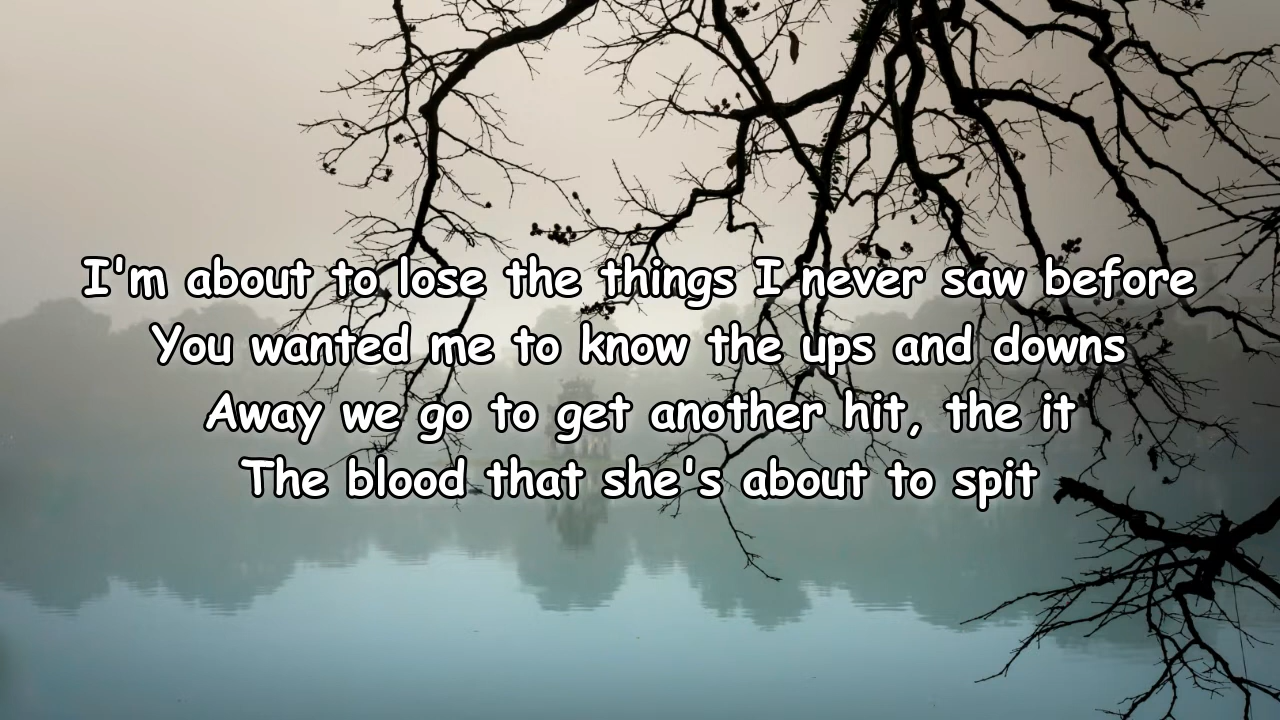 I'm about to lose the things I never saw before
You wanted me to know the ups and downs
Away we go to get another hit, the it
The blood that she's about to spit